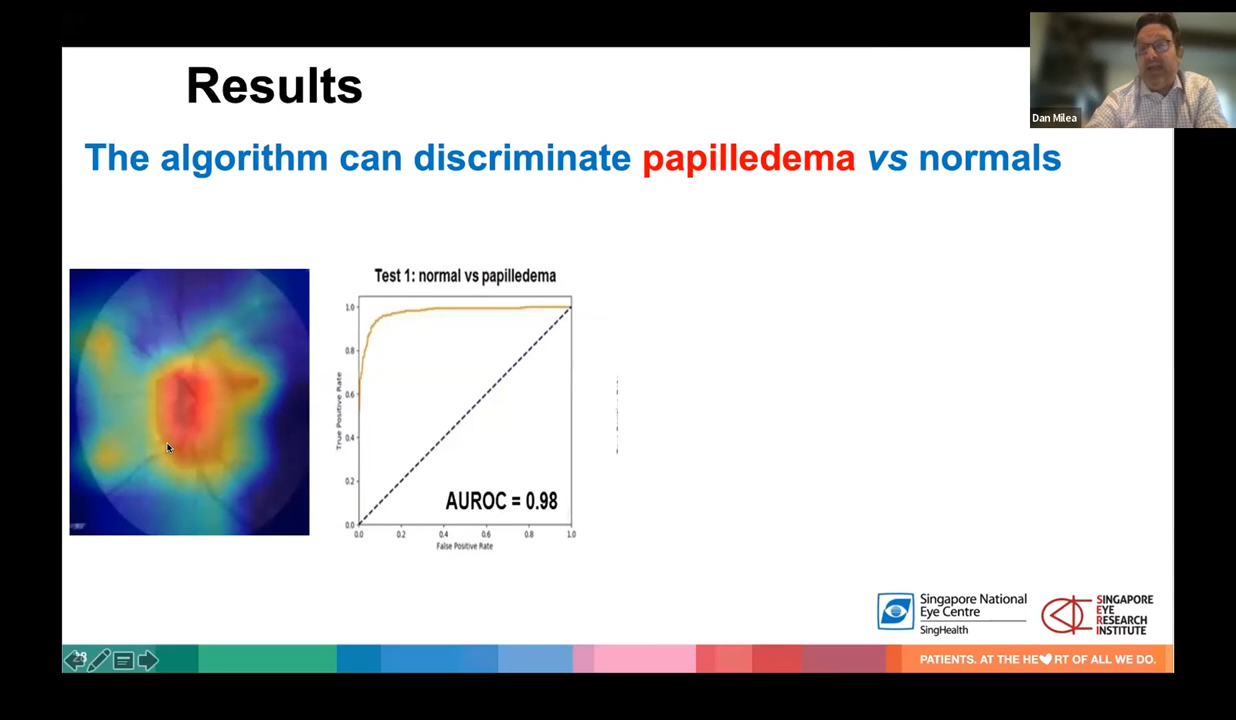 Results
Dan Milea
The algorithm can discriminate papilledema vs normals
Test 1: normal vs papilledema
1.0
0.8
0.6
0.4
0.2
0.0
True Positive Rate
AUROC = 0.98
0.0 0.2 0.4 0.6 0.8 1.0
False Positive Rate
Singapore National
Eye Centre
SingHealth
SINGAPORE
EYE
RESEARCH
INSTITUTE
28
PATIENTS. AT THE HE RT OF ALL WE DO.